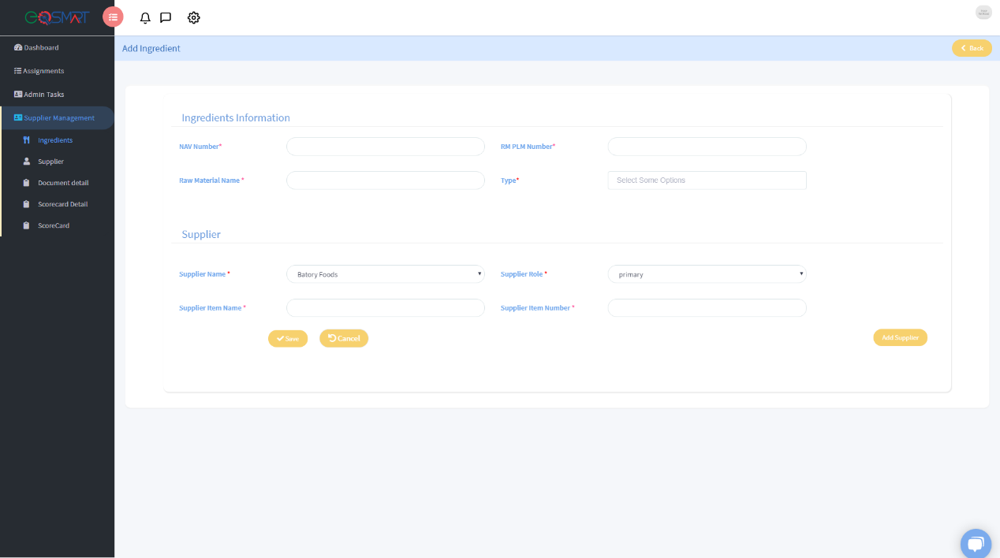 GQSMART
Dashboard
Assignments
Admin Tasks
Supplier Management
Ingredients
Supplier
Document detail
Scorecard Detail
ScoreCard
Add Ingredient
Back
Ingredients Information
NAV Number*
RM PLM Number*
Raw Material Name *
Type*
Select Some Options
Supplier
Supplier Name *
Batory Foods
Supplier Role *
primary
Supplier Item Name *
Supplier Item Number *
Save
Cancel
Add Supplier